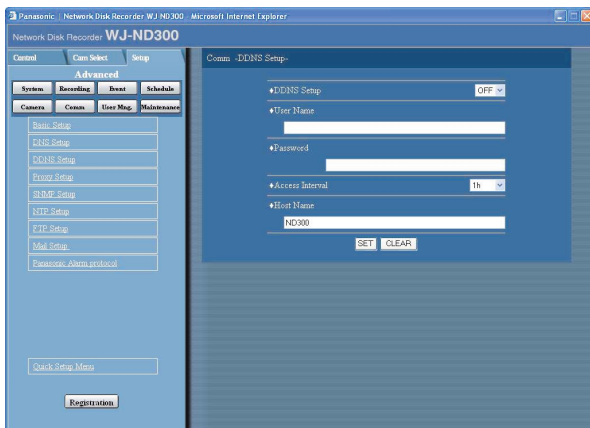 Panasonic | Network Disk Recorder WJ-ND300 - Microsoft Internet Explorer
Network Disk Recorder WJ-ND300
Control Cam Select Setup
Advanced
System Recording Event Schedule
Camera Comm User Mng. Maintenance
Basic Setup
DNS Setup
DDNS Setup
Proxy Setup
SNMP Setup
NTP Setup
FTP Setup
Mail Setup
Panasonic Alarm protocol
Quick Setup Menu
Registration
Comm -DDNS Setup-
♦DDNS Setup OFF
♦User Name
♦Password
♦Access Interval 1h
♦Host Name
ND300
SET CLEAR